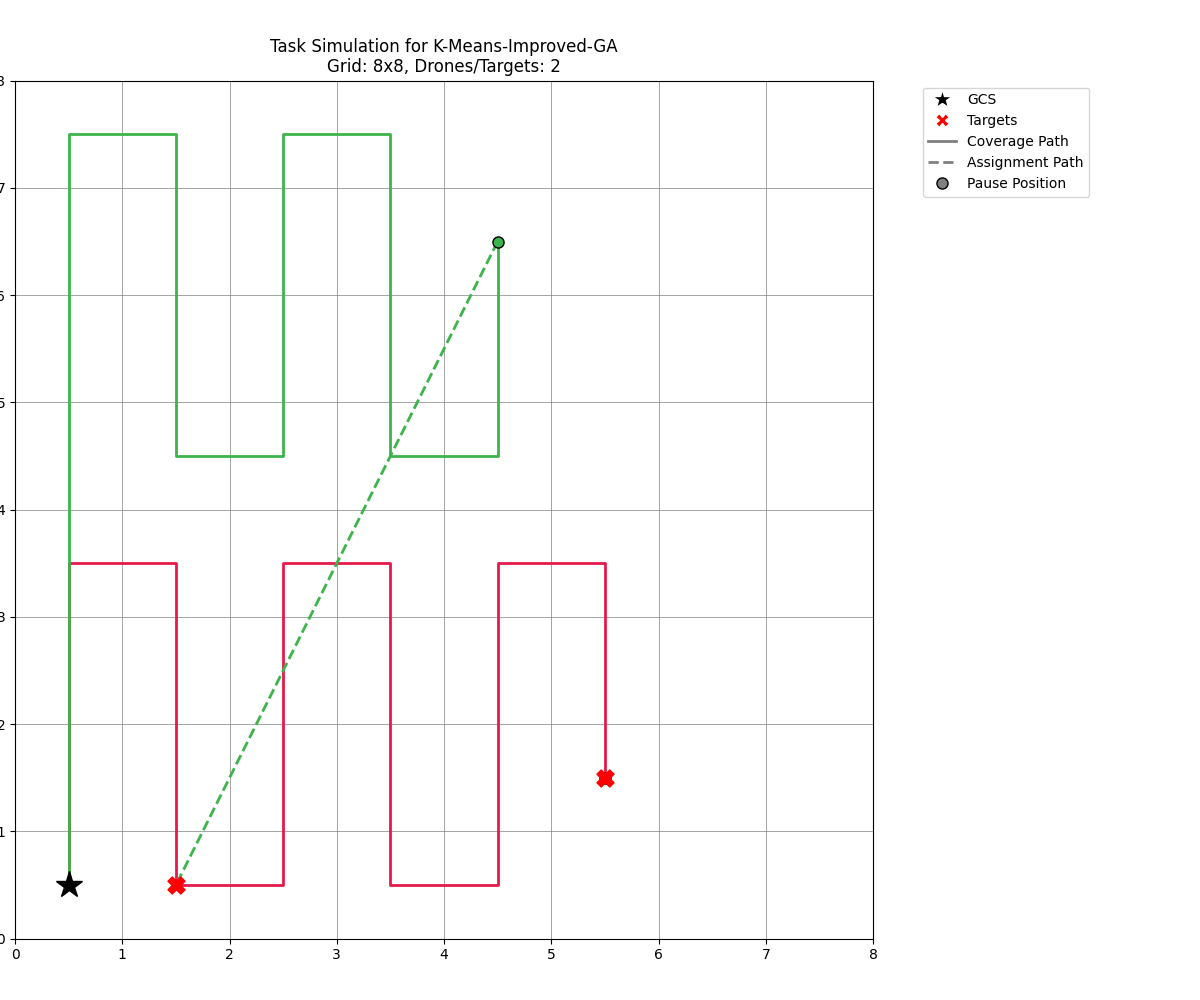 Task Simulation for K-Means-Improved-GA
Grid: 8x8, Drones/Targets: 2
GCS
Targets
Coverage Path
Assignment Path
Pause Position
8
7
6
5
4
3
2
1
0
0 1 2 3 4 5 6 7 8